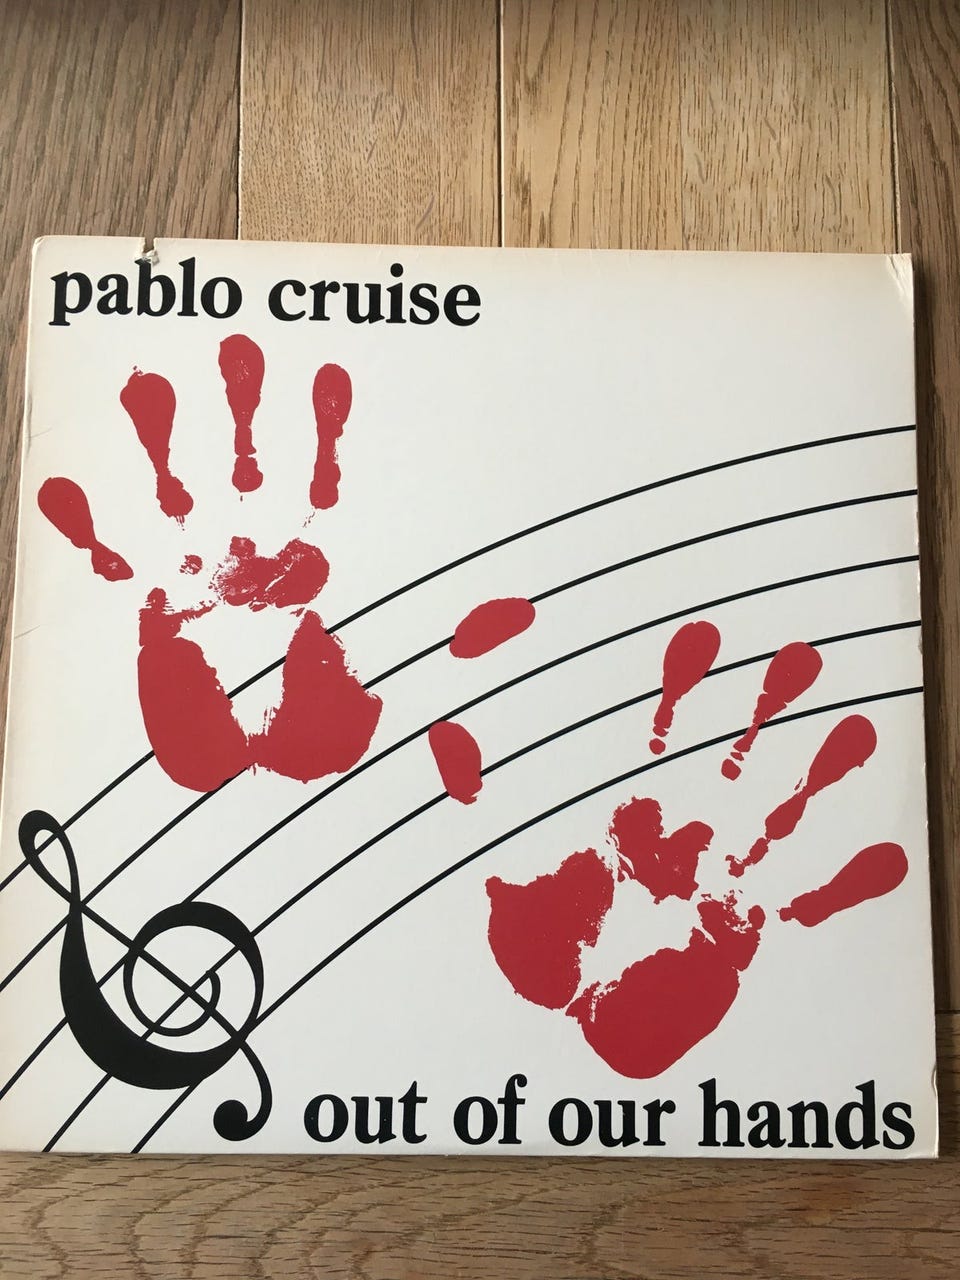 pablo cruise
out of our hands